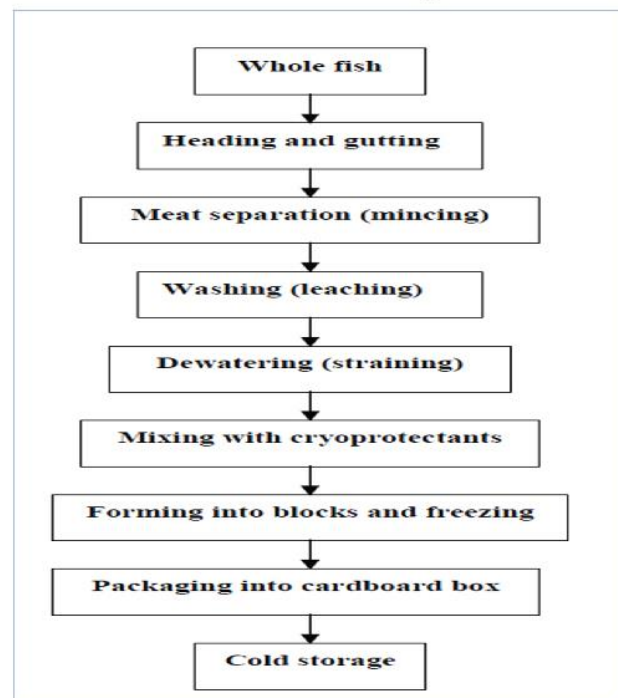 Whole fish
Heading and gutting
Meat separation (mincing)
Washing (leaching)
Dewatering (straining)
Mixing with cryoprotectants
Forming into blocks and freezing
Packaging into cardboard box
Cold storage